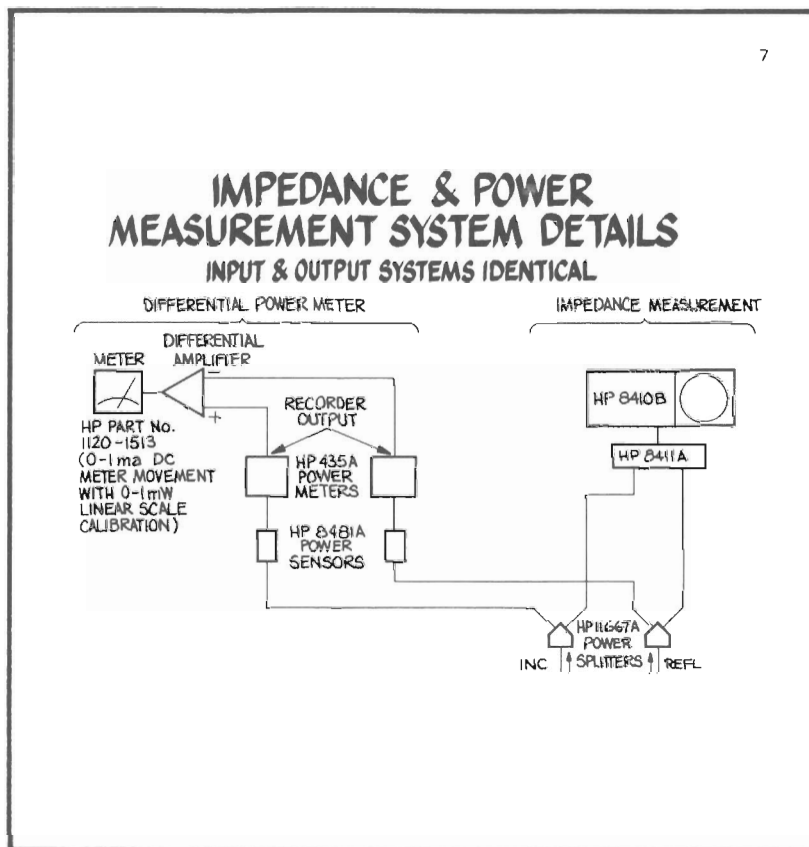 7
IMPEDANCE & POWER
MEASUREMENT SYSTEM DETAILS
INPUT & OUTPUT SYSTEMS IDENTICAL
DIFFERENTIAL POWER METER
IMPEDANCE MEASUREMENT
METER
DIFFERENTIAL
AMPLIFIER
−
+
HP PART No.
1120-1513
(0-1ma DC
METER MOVEMENT
WITH 0-1mW
LINEAR SCALE
CALIBRATION)
RECORDER
OUTPUT
HP 435A
POWER
METERS
HP 8481A
POWER
SENSORS
HP 8410B
HP 8411A
HP11667A
POWER
SPLITTERS
INC
REFL